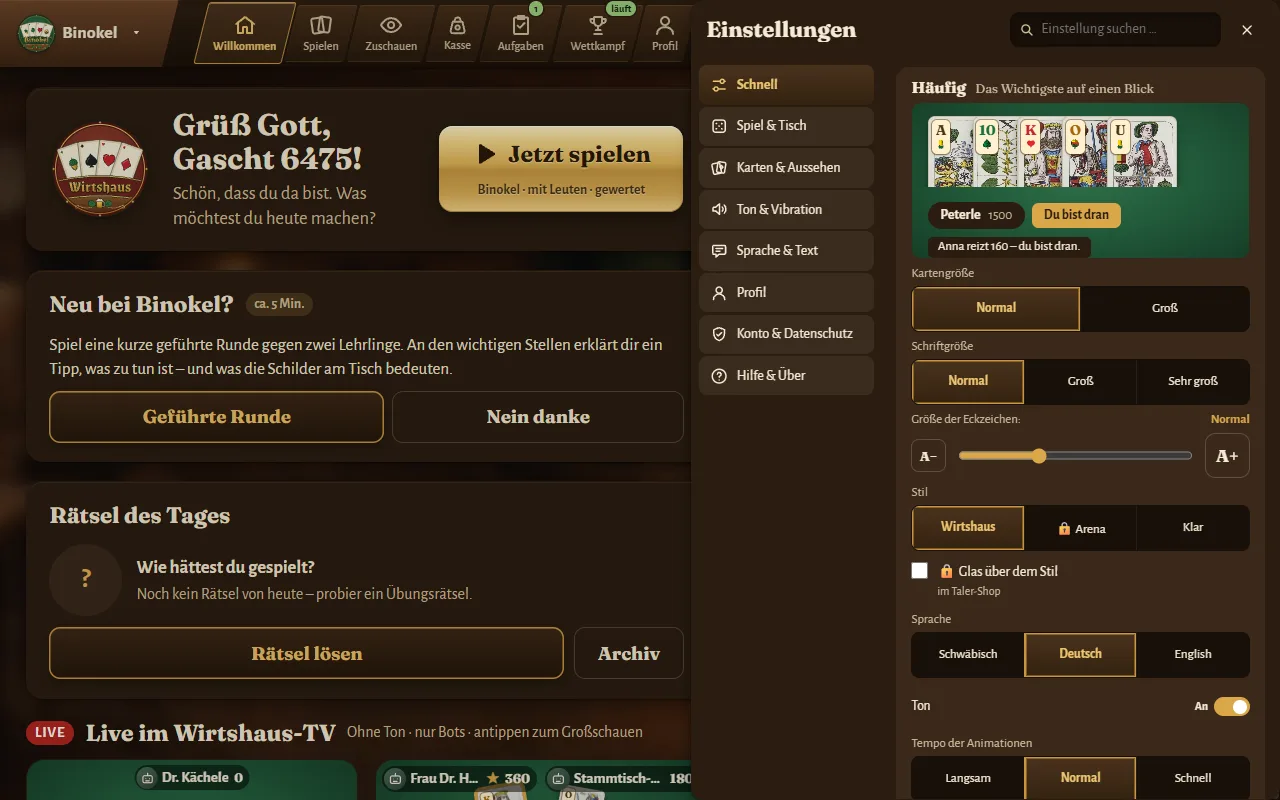 Binokel
Willkommen
Spielen
Zuschauen
Kasse
1
Aufgaben
läuft
Wettkampf
Profil
Wirtshaus
Grüß Gott,
Gascht 6475!
Schön, dass du da bist. Was
möchtest du heute machen?
Jetzt spielen
Binokel · mit Leuten · gewertet
Neu bei Binokel? ca. 5 Min.
Spiel eine kurze geführte Runde gegen zwei Lehrlinge. An den wichtigen Stellen erklärt dir ein
Tipp, was zu tun ist – und was die Schilder am Tisch bedeuten.
Geführte Runde
Nein danke
Rätsel des Tages
?
Wie hättest du gespielt?
Noch kein Rätsel von heute – probier ein Übungsrätsel.
Rätsel lösen
Archiv
LIVE Live im Wirtshaus-TV Ohne Ton · nur Bots · antippen zum Großschauen
Dr. Kächele 0
Frau Dr. H... ★ 360
Stammtisch-... 180
Einstellungen
Einstellung suchen ...
Schnell
Spiel & Tisch
Karten & Aussehen
Ton & Vibration
Sprache & Text
Profil
Konto & Datenschutz
Hilfe & Über
Häufig Das Wichtigste auf einen Blick
A 10 K O U
Peterle 1500 Du bist dran
Anna reizt 160 – du bist dran.
Kartengröße
Normal Groß
Schriftgröße
Normal Groß Sehr groß
Größe der Eckzeichen: Normal
A− A+
Stil
Wirtshaus 🔒 Arena Klar
🔒 Glas über dem Stil
im Taler-Shop
Sprache
Schwäbisch Deutsch English
Ton An
Tempo der Animationen
Langsam Normal Schnell